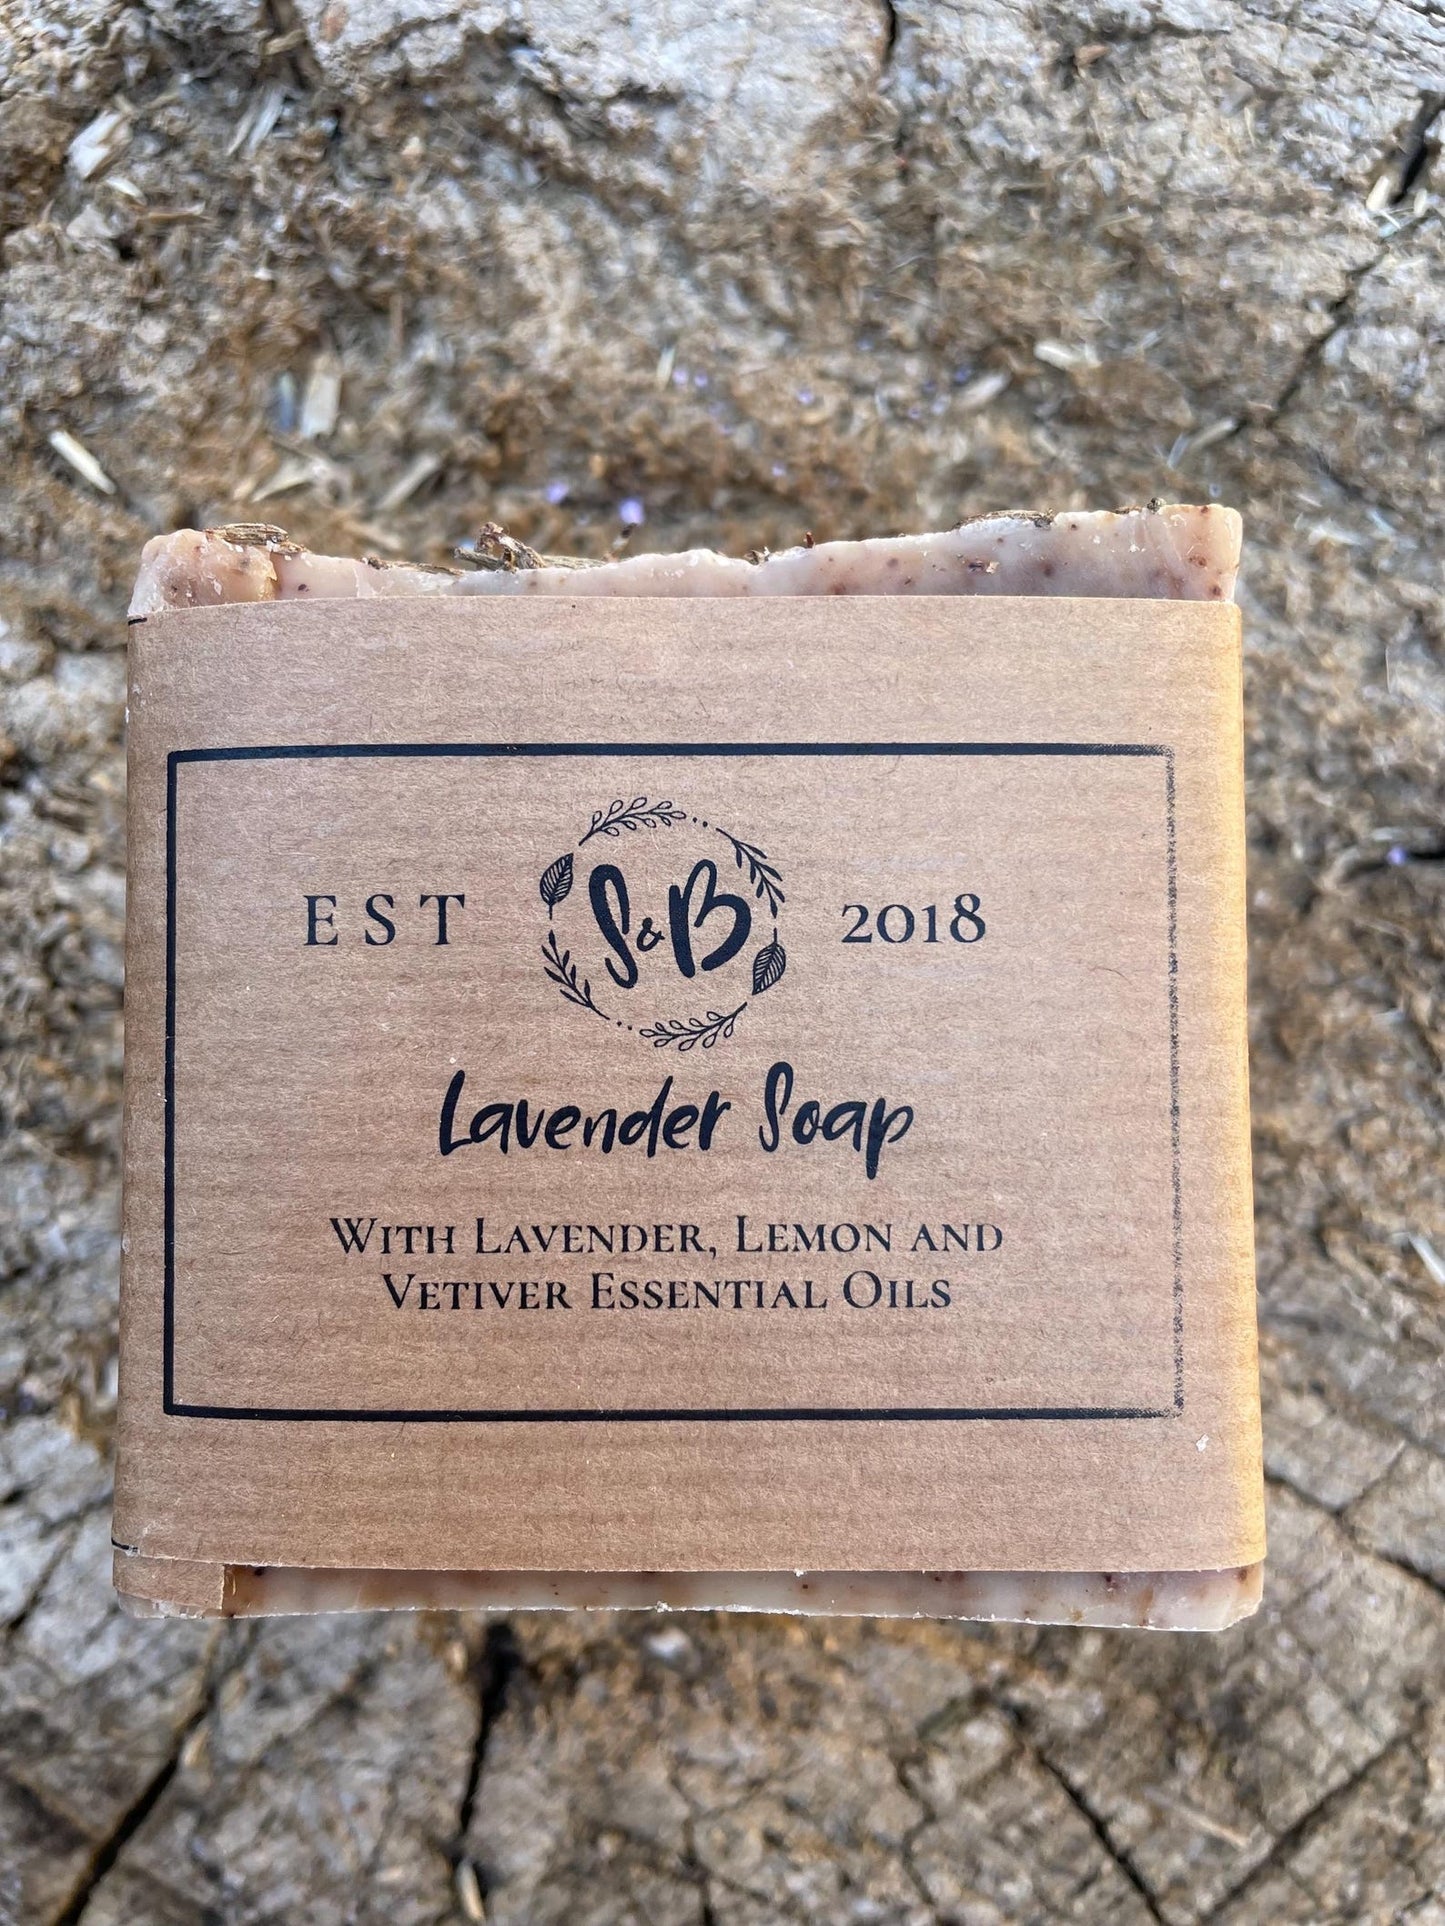 EST S&B 2018
Lavender Soap
With Lavender, Lemon and
Vetiver Essential Oils